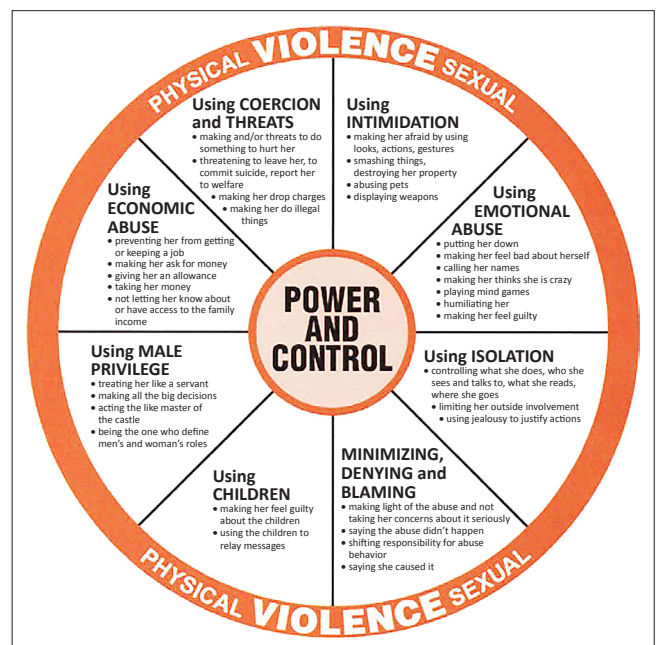 PHYSICAL VIOLENCE SEXUAL
Using COERCION
and THREATS
• making and/or threats to do
something to hurt her
• threatening to leave her, to
commit suicide, report her
to welfare
• making her drop charges
• making her do illegal
things
Using
INTIMIDATION
• making her afraid by using
looks, actions, gestures
• smashing things,
destroying her property
• abusing pets
• displaying weapons
Using
EMOTIONAL
ABUSE
• putting her down
• making her feel bad about herself
• calling her names
• making her thinks she is crazy
• playing mind games
• humiliating her
• making her feel guilty
Using ISOLATION
• controlling what she does, who she
sees and talks to, what she reads,
where she goes
• limiting her outside involvement
• using jealousy to justify actions
MINIMIZING,
DENYING and
BLAMING
• making light of the abuse and not
taking her concerns about it seriously
• saying the abuse didn't happen
• shifting responsibility for abuse
behavior
• saying she caused it
Using
CHILDREN
• making her feel guilty
about the children
• using the children to
relay messages
Using MALE
PRIVILEGE
• treating her like a servant
• making all the big decisions
• acting the like master of
the castle
• being the one who define
men's and woman's roles
Using
ECONOMIC
ABUSE
• preventing her from getting
or keeping a job
• making her ask for money
• giving her an allowance
• taking her money
• not letting her know about
or have access to the family
income
POWER
AND
CONTROL
PHYSICAL VIOLENCE SEXUAL